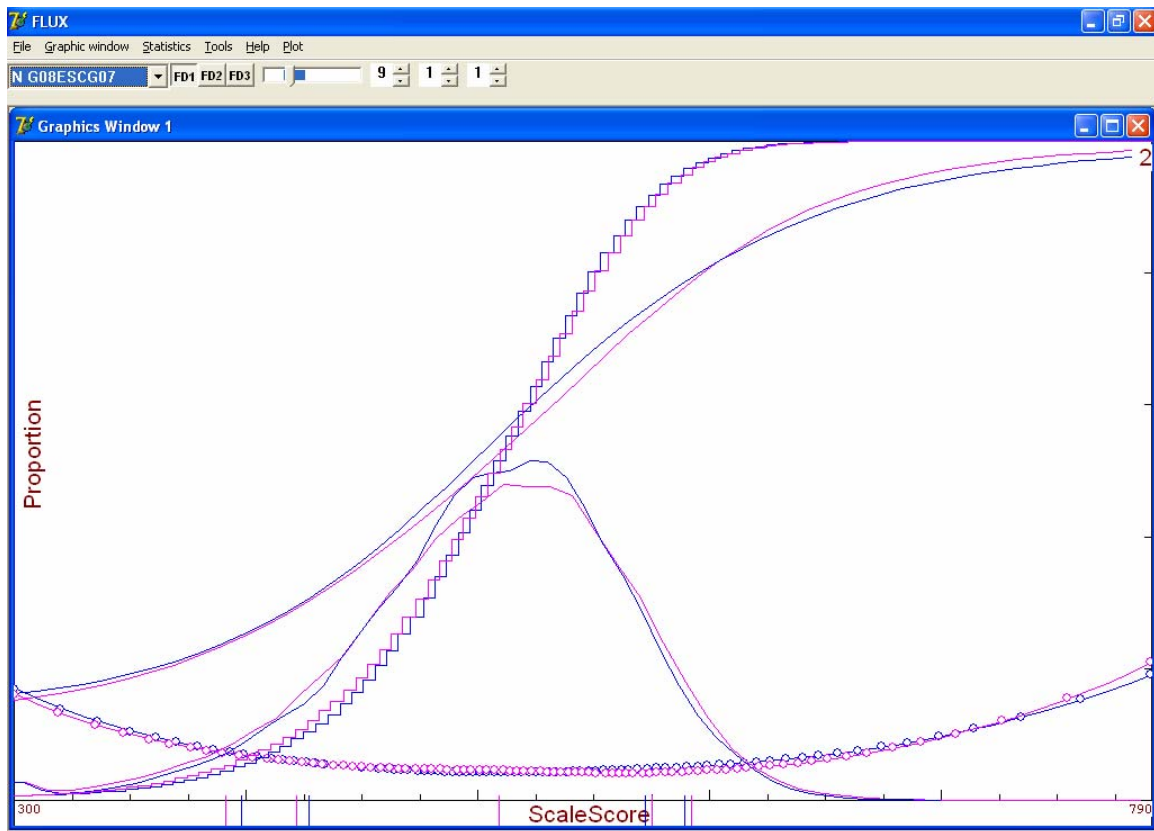 FLUX
File Graphic window Statistics Tools Help Plot
N G08ESCG07 FD1 FD2 FD3 9 1 1
Graphics Window 1
2
Proportion
300 ScaleScore 790